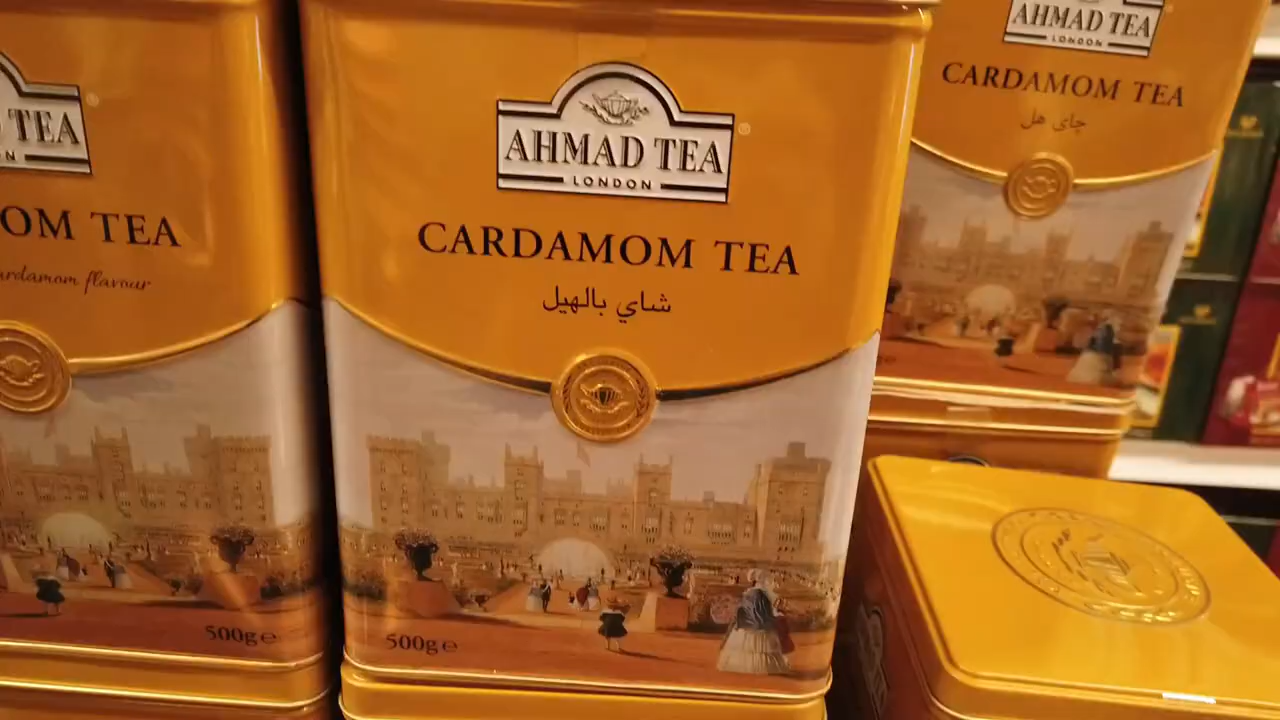 TEA
OM TEA
cardamom flavour
500g ℮
AHMAD TEA
LONDON
CARDAMOM TEA
شاي بالهيل
500g ℮
AHMAD TEA
LONDON
CARDAMOM TEA
چای هل